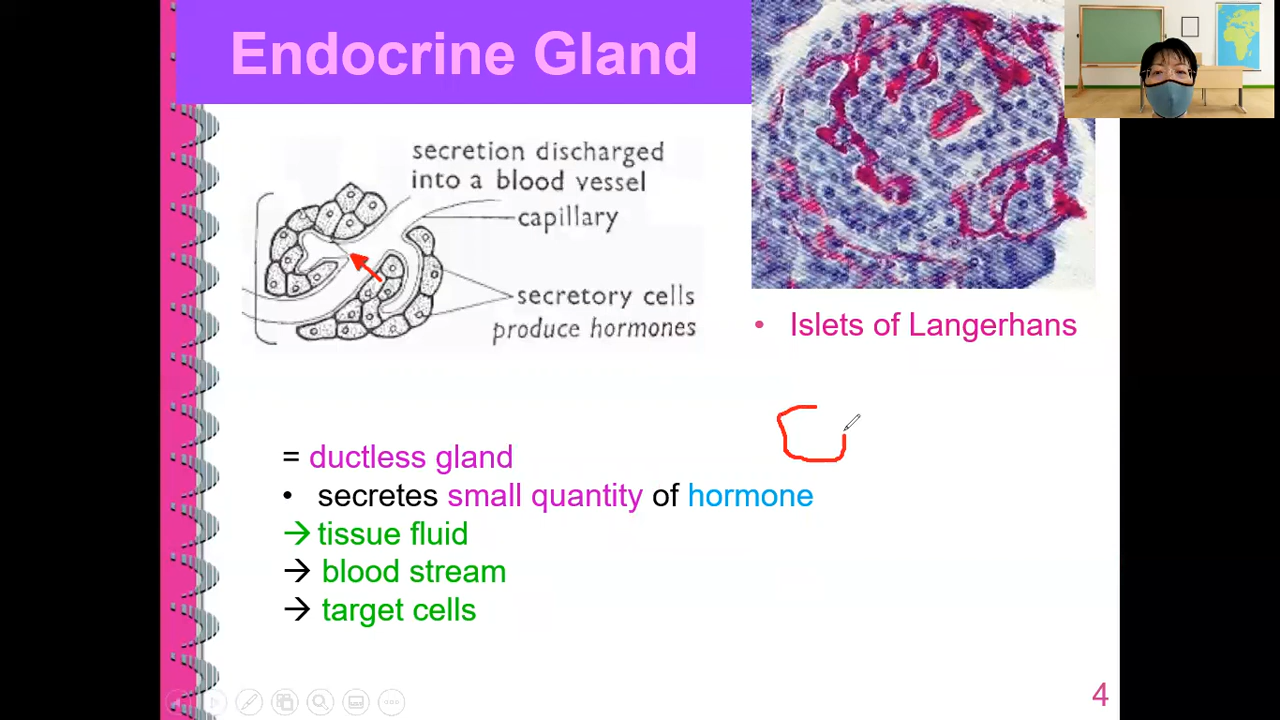 Endocrine Gland
secretion discharged
into a blood vessel
capillary
secretory cells
produce hormones
• Islets of Langerhans
= ductless gland
• secretes small quantity of hormone
→ tissue fluid
→ blood stream
→ target cells
4